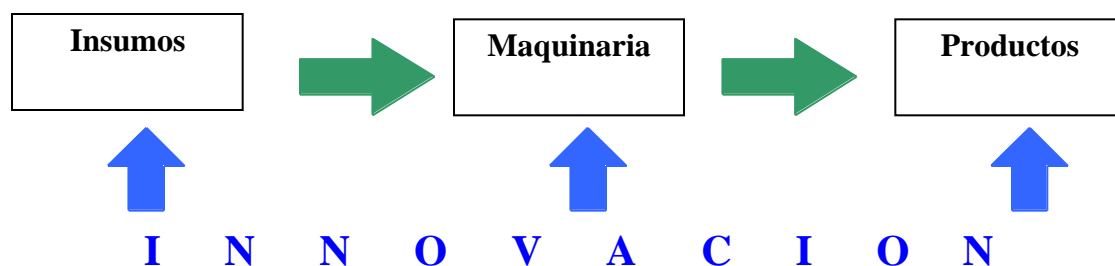 Insumos
Maquinaria
Productos
I N N O V A C I O N